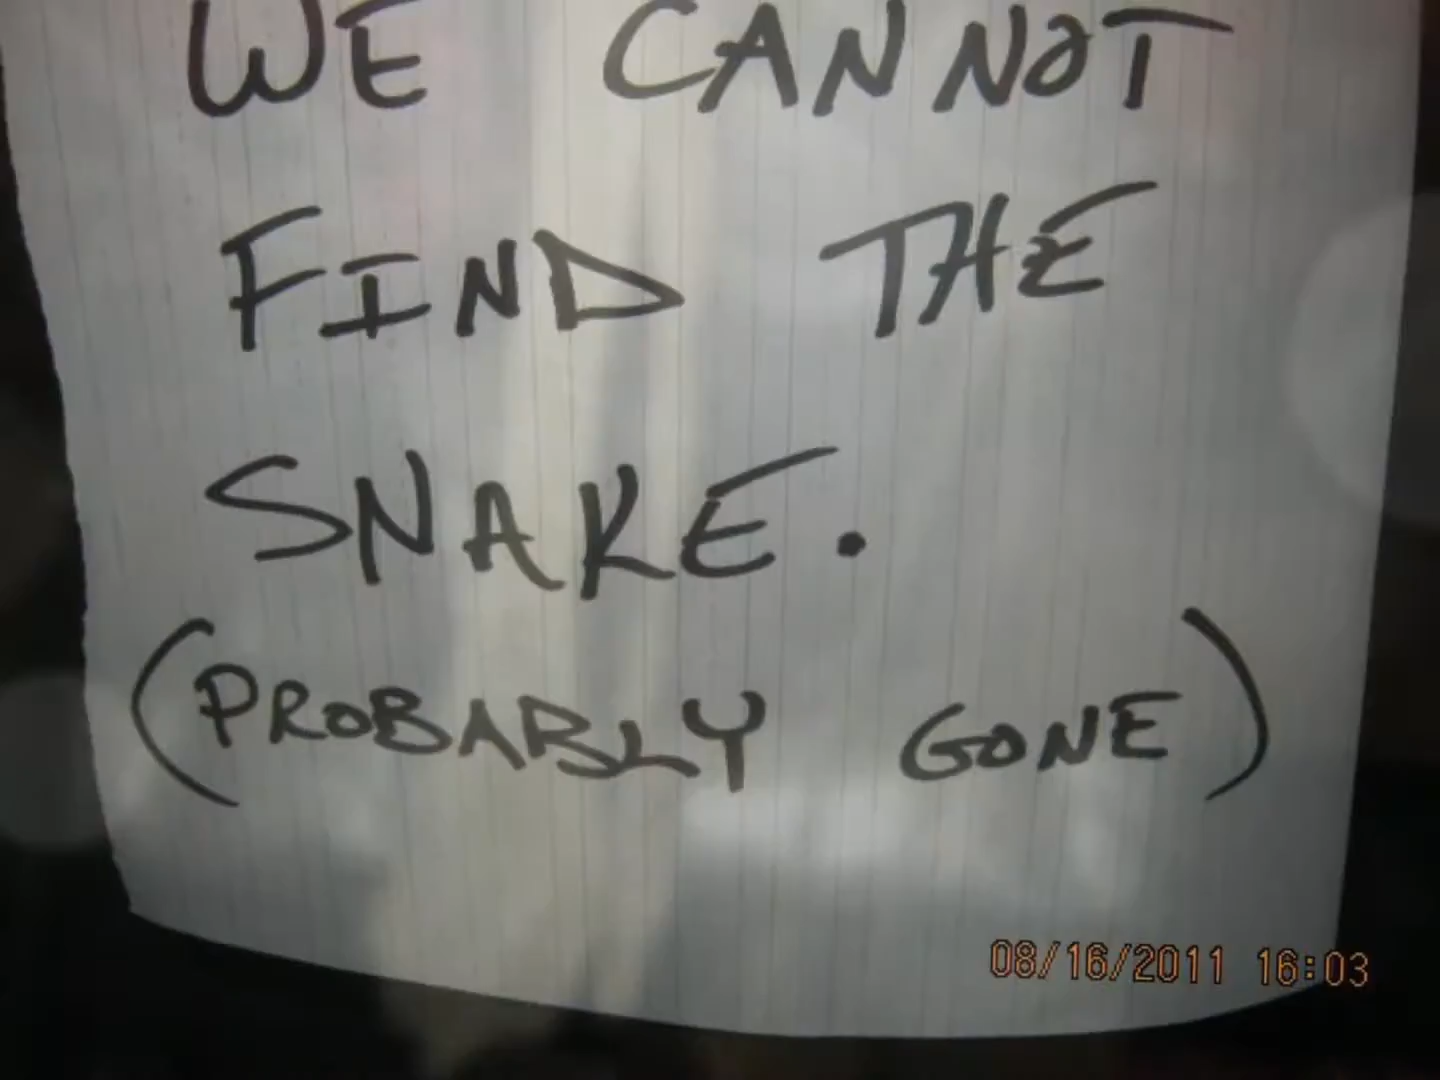 WE CANNOT
FIND THE
SNAKE.
(PROBABLY GONE)
08/16/2011 16:03